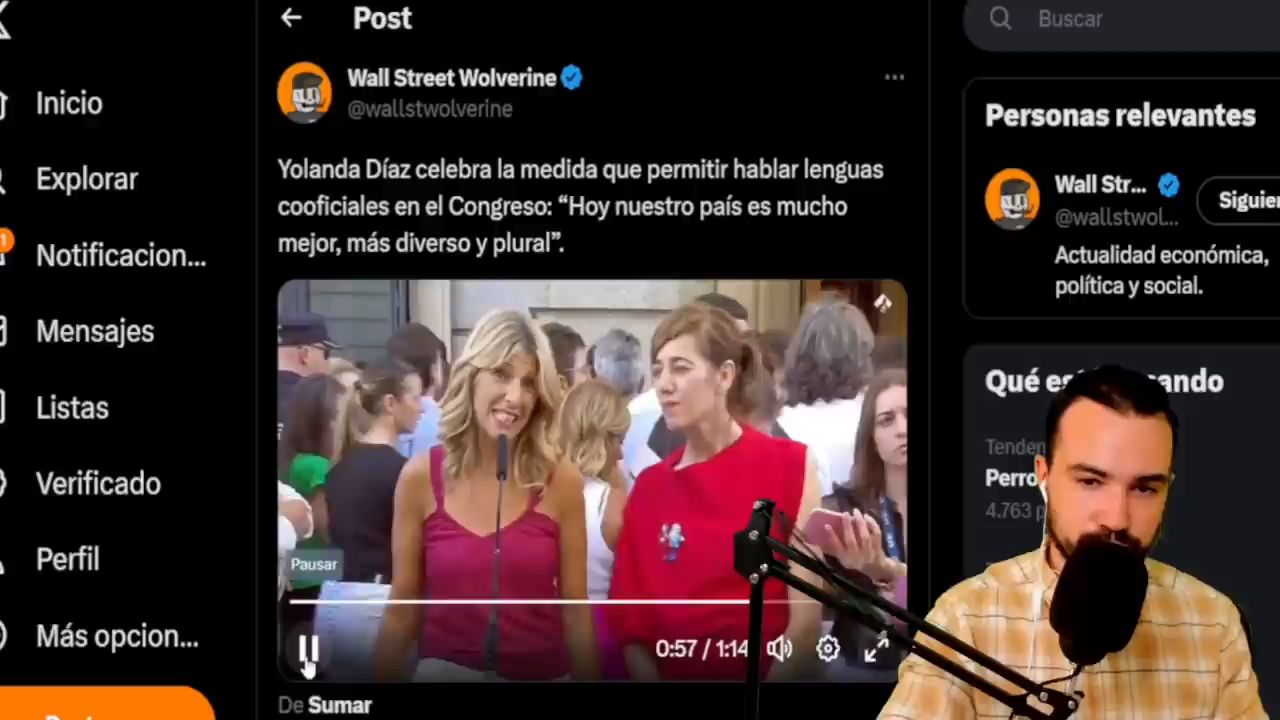 Post
Buscar
Wall Street Wolverine
@wallstwolverine
Inicio
Explorar
Notificacion...
Mensajes
Listas
Verificado
Perfil
Más opcion...
Yolanda Díaz celebra la medida que permitir hablar lenguas
cooficiales en el Congreso: “Hoy nuestro país es mucho
mejor, más diverso y plural”.
Pausar
0:57 / 1:14
De Sumar
Personas relevantes
Wall Str...
@wallstwol...
Actualidad económica,
política y social.